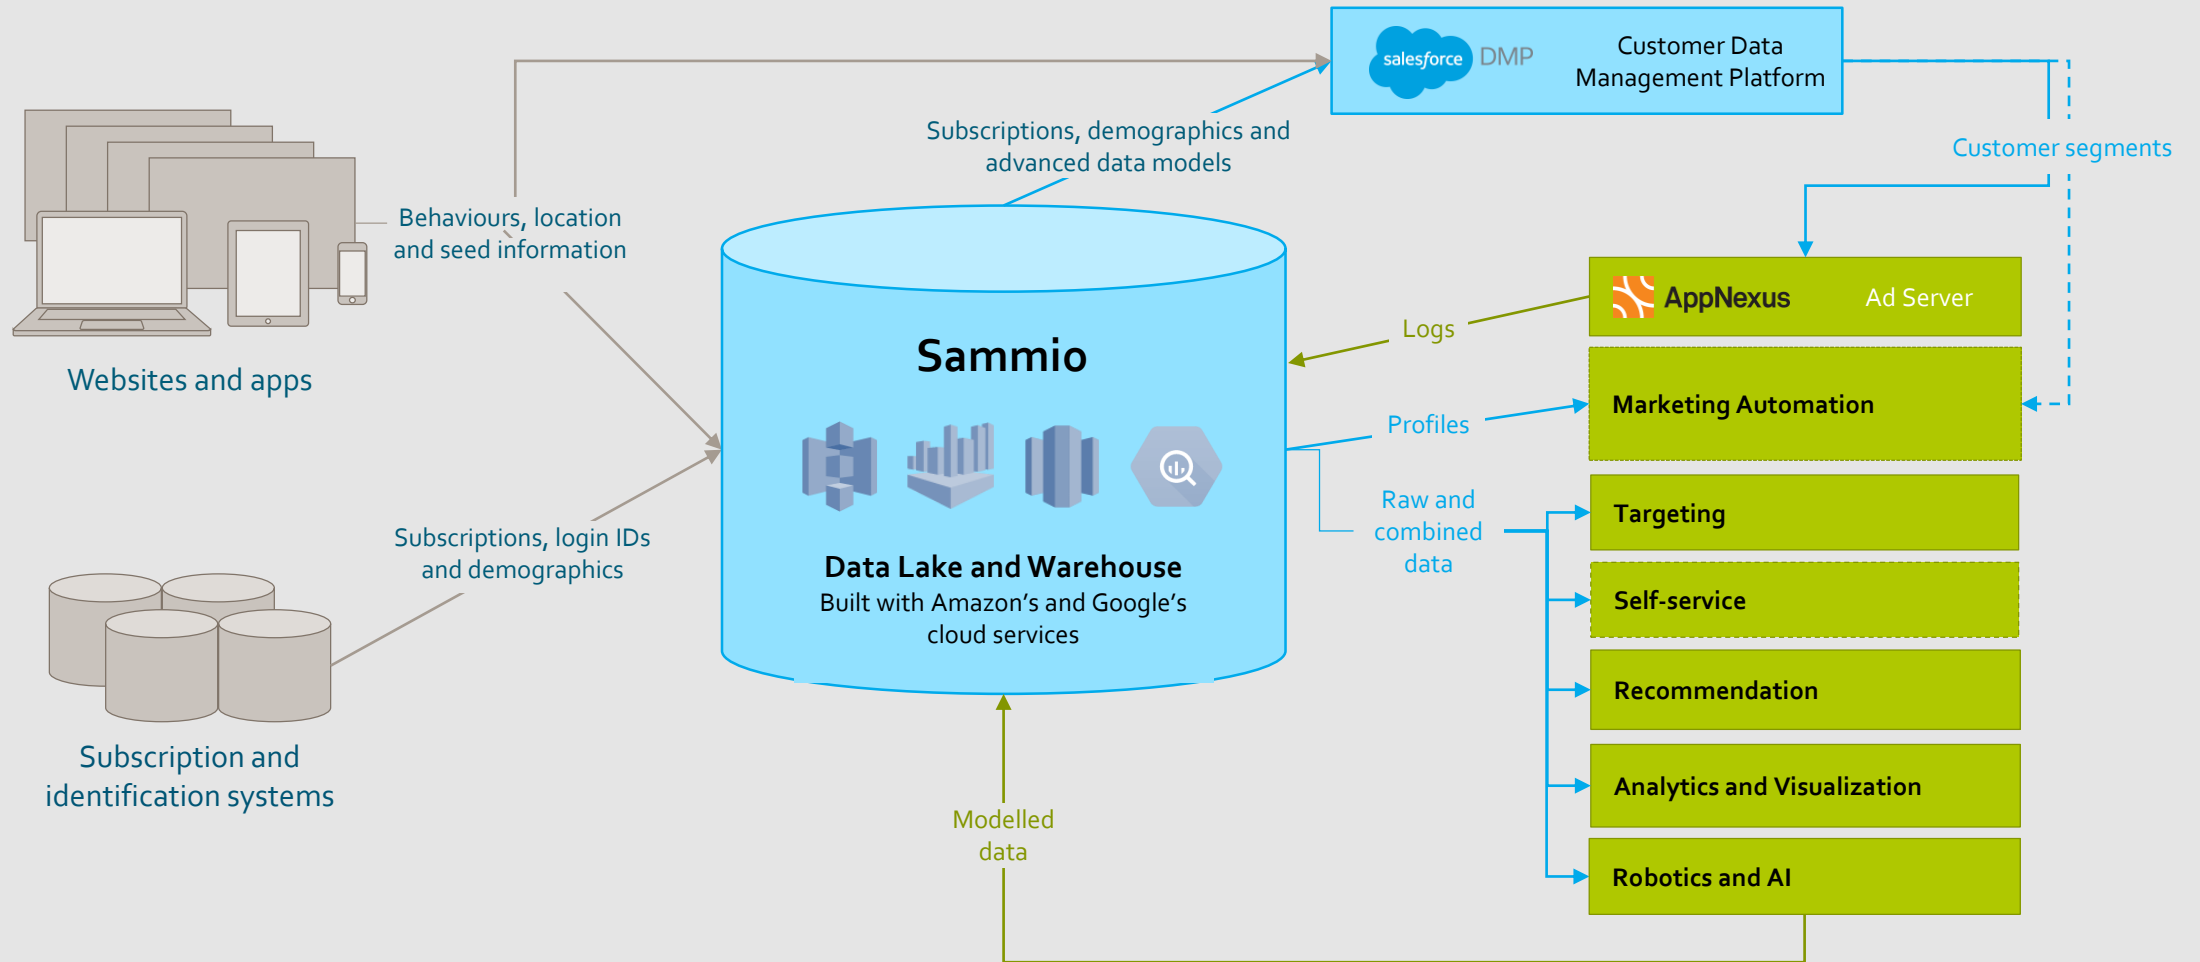 salesforce DMP
Customer Data
Management Platform
Subscriptions, demographics and
advanced data models
Customer segments
Behaviours, location
and seed information
Websites and apps
AppNexus
Ad Server
Logs
Sammio
Marketing Automation
Profiles
Raw and
combined
data
Targeting
Subscriptions, login IDs
and demographics
Data Lake and Warehouse
Built with Amazon's and Google's
cloud services
Self-service
Recommendation
Subscription and
identification systems
Analytics and Visualization
Modelled
data
Robotics and AI